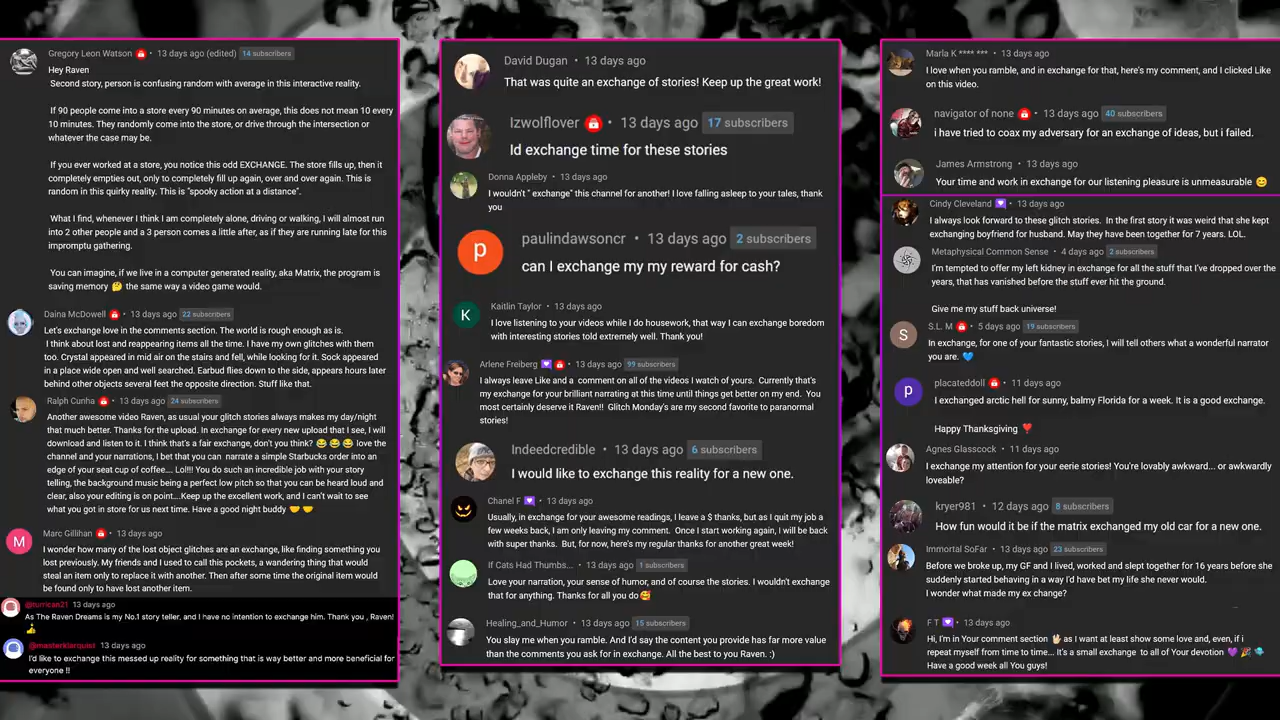 Gregory Leon Watson • 13 days ago (edited) 14 subscribers
Hey Raven
Second story, person is confusing random with average in this interactive reality.
If 90 people come into a store every 90 minutes on average, this does not mean 10 every
10 minutes. They randomly come into the store, or drive through the intersection or
whatever the case may be.
If you ever worked at a store, you notice this odd EXCHANGE. The store fills up, then it
completely empties out, only to completely fill up again, over and over again. This is
random in this quirky reality. This is "spooky action at a distance".
What I find, whenever I think I am completely alone, driving or walking, I will almost run
into 2 other people and a 3 person comes a little after, as if they are running late for this
impromptu gathering.
You can imagine, if we live in a computer generated reality, aka Matrix, the program is
saving memory 🤔 the same way a video game would.
Daina McDowell • 13 days ago 22 subscribers
Let's exchange love in the comments section. The world is rough enough as is.
I think about lost and reappearing items all the time. I have my own glitches with them
too. Crystal appeared in mid air on the stairs and fell, while looking for it. Sock appeared
in a place wide open and well searched. Earbud flies down to the side, appears hours later
behind other objects several feet the opposite direction. Stuff like that.
Ralph Cunha • 13 days ago 24 subscribers
Another awesome video Raven, as usual your glitch stories always makes my day/night
that much better. Thanks for the upload. In exchange for every new upload that I see, I will
download and listen to it. I think that's a fair exchange, don't you think? 😂 😂 😂 love the
channel and your narrations, I bet that you can narrate a simple Starbucks order into an
edge of your seat cup of coffee.... Lol!!! You do such an incredible job with your story
telling, the background music being a perfect low pitch so that you can be heard loud and
clear, also your editing is on point....Keep up the excellent work, and I can't wait to see
what you got in store for us next time. Have a good night buddy 🤝 🤝
M
Marc Gillihan • 13 days ago
I wonder how many of the lost object glitches are an exchange, like finding something you
lost previously. My friends and I used to call this pockets, a wandering thing that would
steal an item only to replace it with another. Then after some time the original item would
be found only to have lost another item.
@turrican21 13 days ago
As The Raven Dreams is my No.1 story teller, and I have no intention to exchange him. Thank you , Raven!
👍
@masterklarquist 13 days ago
I'd like to exchange this messed up reality for something that is way better and more beneficial for
everyone !!
David Dugan • 13 days ago
That was quite an exchange of stories! Keep up the great work!
Izwolflover • 13 days ago 17 subscribers
Id exchange time for these stories
Donna Appleby • 13 days ago
I wouldn't " exchange" this channel for another! I love falling asleep to your tales, thank
you
p
paulindawsoncr • 13 days ago 2 subscribers
can I exchange my my reward for cash?
K
Kaitlin Taylor • 13 days ago
I love listening to your videos while I do housework, that way I can exchange boredom
with interesting stories told extremely well. Thank you!
Arlene Freiberg • 13 days ago 99 subscribers
I always leave Like and a comment on all of the videos I watch of yours. Currently that's
my exchange for your brilliant narrating at this time until things get better on my end. You
most certainly deserve it Raven!! Glitch Monday's are my second favorite to paranormal
stories!
Indeedcredible • 13 days ago 6 subscribers
I would like to exchange this reality for a new one.
Chanel F • 13 days ago
Usually, in exchange for your awesome readings, I leave a $ thanks, but as I quit my job a
few weeks back, I am only leaving my comment. Once I start working again, I will be back
with super thanks. But, for now, here's my regular thanks for another great week!
If Cats Had Thumbs... • 13 days ago 1 subscribers
Love your narration, your sense of humor, and of course the stories. I wouldn't exchange
that for anything. Thanks for all you do🥰
Healing_and_Humor • 13 days ago 15 subscribers
You slay me when you ramble. And I'd say the content you provide has far more value
than the comments you ask for in exchange. All the best to you Raven. :)
Marla K **** *** • 13 days ago
I love when you ramble, and in exchange for that, here's my comment, and I clicked Like
on this video.
navigator of none • 13 days ago 40 subscribers
i have tried to coax my adversary for an exchange of ideas, but i failed.
James Armstrong • 13 days ago
Your time and work in exchange for our listening pleasure is unmeasurable 😊
Cindy Cleveland • 13 days ago
I always look forward to these glitch stories. In the first story it was weird that she kept
exchanging boyfriend for husband. May they have been together for 7 years. LOL.
Metaphysical Common Sense • 4 days ago 2 subscribers
I'm tempted to offer my left kidney in exchange for all the stuff that I've dropped over the
years, that has vanished before the stuff ever hit the ground.
Give me my stuff back universe!
S
S.L. M • 5 days ago 19 subscribers
In exchange, for one of your fantastic stories, I will tell others what a wonderful narrator
you are. 💙
p
placateddoll • 11 days ago
I exchanged arctic hell for sunny, balmy Florida for a week. It is a good exchange.
Happy Thanksgiving ❣️
Agnes Glasscock • 11 days ago
I exchange my attention for your eerie stories! You're lovably awkward... or awkwardly
loveable?
kryer981 • 12 days ago 8 subscribers
How fun would it be if the matrix exchanged my old car for a new one.
Immortal SoFar • 13 days ago 23 subscribers
Before we broke up, my GF and I lived, worked and slept together for 16 years before she
suddenly started behaving in a way I'd have bet my life she never would.
I wonder what made my ex change?
F T • 13 days ago
Hi, I'm in Your comment section 🖖 as I want at least show some love and, even, if i
repeat myself from time to time... It's a small exchange to all of Your devotion 💜 🎉
Have a good week all You guys!